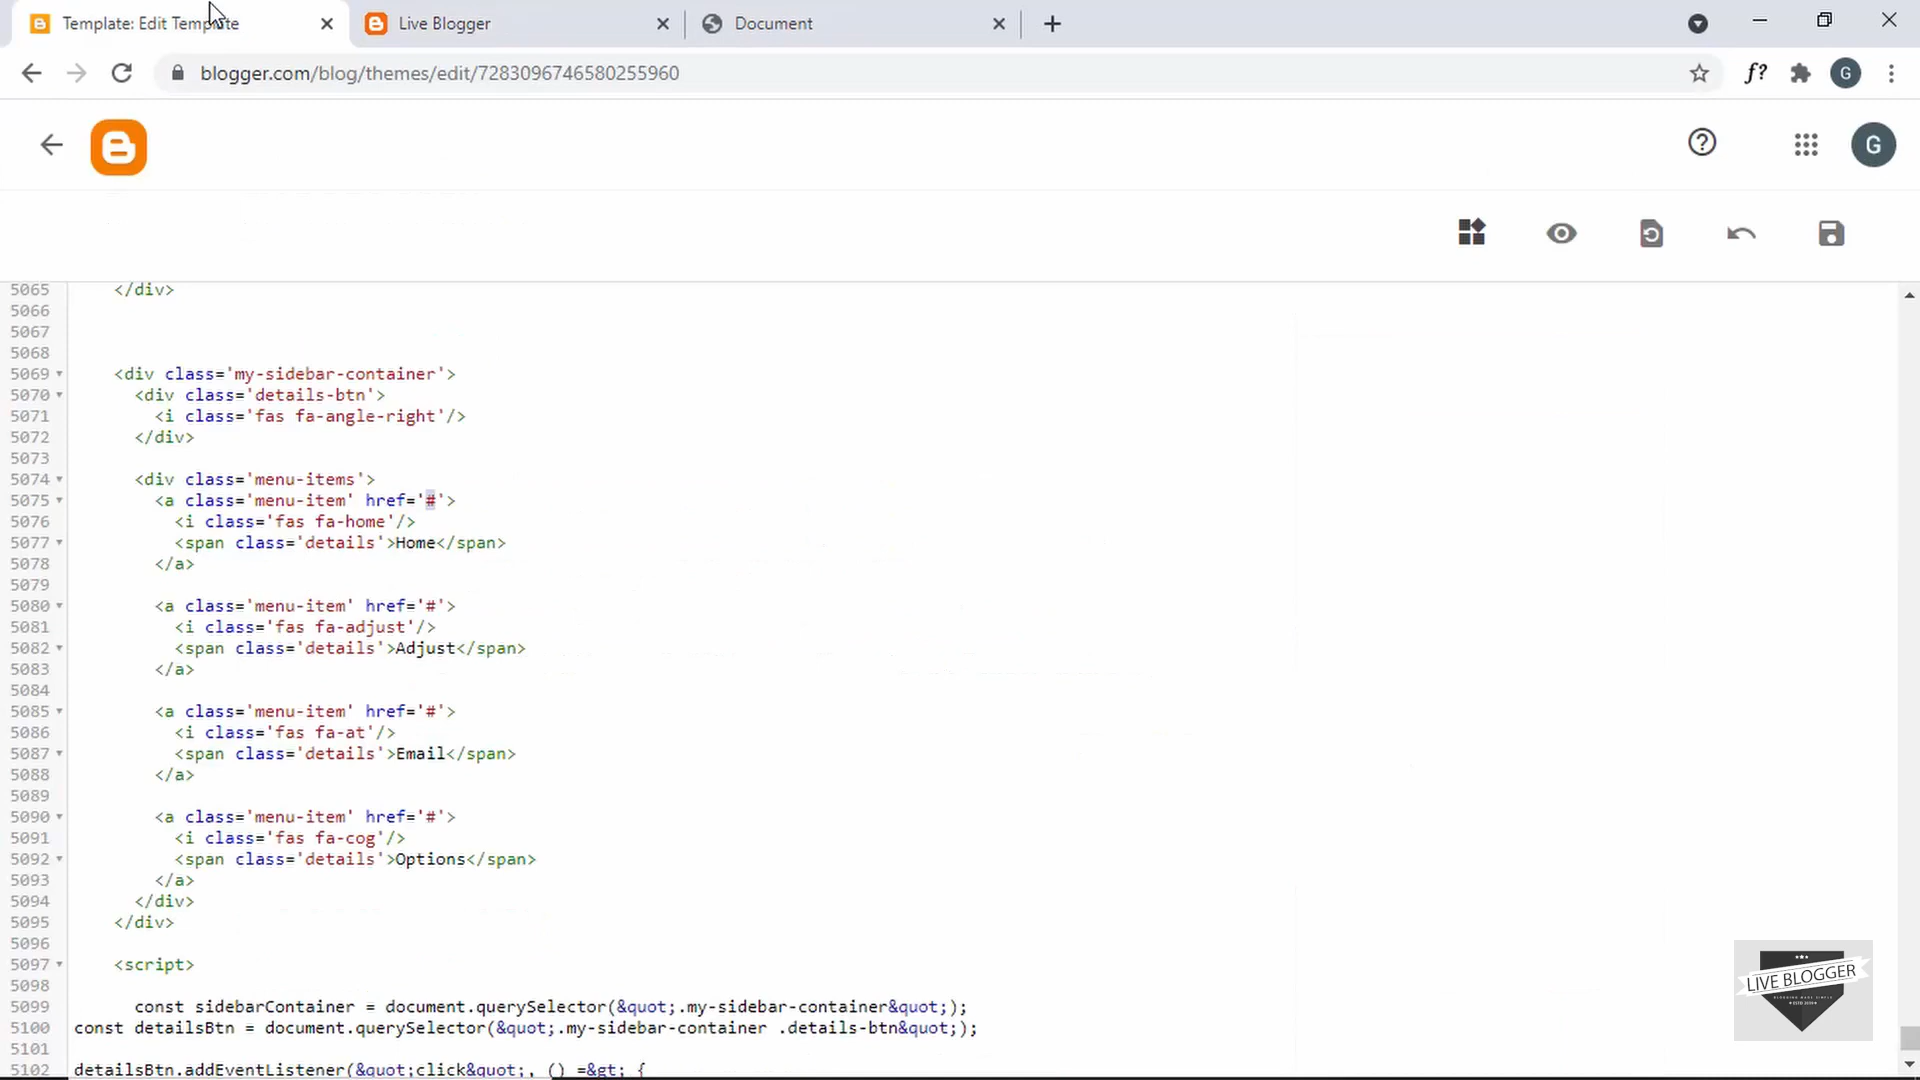 Template: Edit Template
Live Blogger
Document
blogger.com/blog/themes/edit/7283096746580255960
f?
G
G
5065 </div>
5066
5067
5068
5069 <div class='my-sidebar-container'>
5070 <div class='details-btn'>
5071 <i class='fas fa-angle-right'/>
5072 </div>
5073
5074 <div class='menu-items'>
5075 <a class='menu-item' href='#'>
5076 <i class='fas fa-home'/>
5077 <span class='details'>Home</span>
5078 </a>
5079
5080 <a class='menu-item' href='#'>
5081 <i class='fas fa-adjust'/>
5082 <span class='details'>Adjust</span>
5083 </a>
5084
5085 <a class='menu-item' href='#'>
5086 <i class='fas fa-at'/>
5087 <span class='details'>Email</span>
5088 </a>
5089
5090 <a class='menu-item' href='#'>
5091 <i class='fas fa-cog'/>
5092 <span class='details'>Options</span>
5093 </a>
5094 </div>
5095 </div>
5096
5097 <script>
5098
5099 const sidebarContainer = document.querySelector(&quot;.my-sidebar-container&quot;);
5100 const detailsBtn = document.querySelector(&quot;.my-sidebar-container .details-btn&quot;);
5101
5102 detailsBtn.addEventListener(&quot;click&quot;, () =&gt; {
LIVE BLOGGER